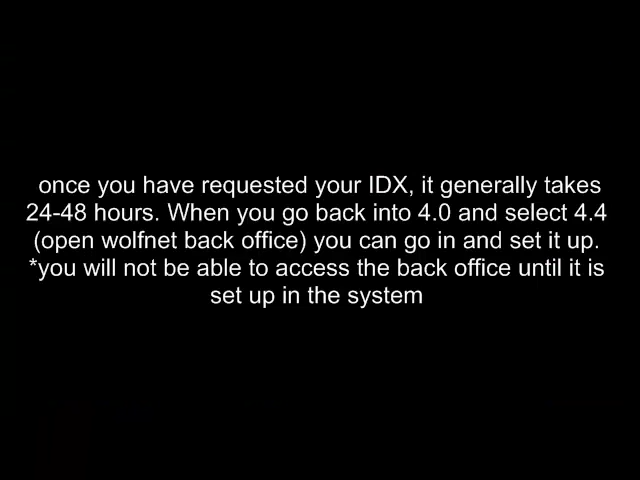 once you have requested your IDX, it generally takes
24-48 hours. When you go back into 4.0 and select 4.4
(open wolfnet back office) you can go in and set it up.
*you will not be able to access the back office until it is
set up in the system